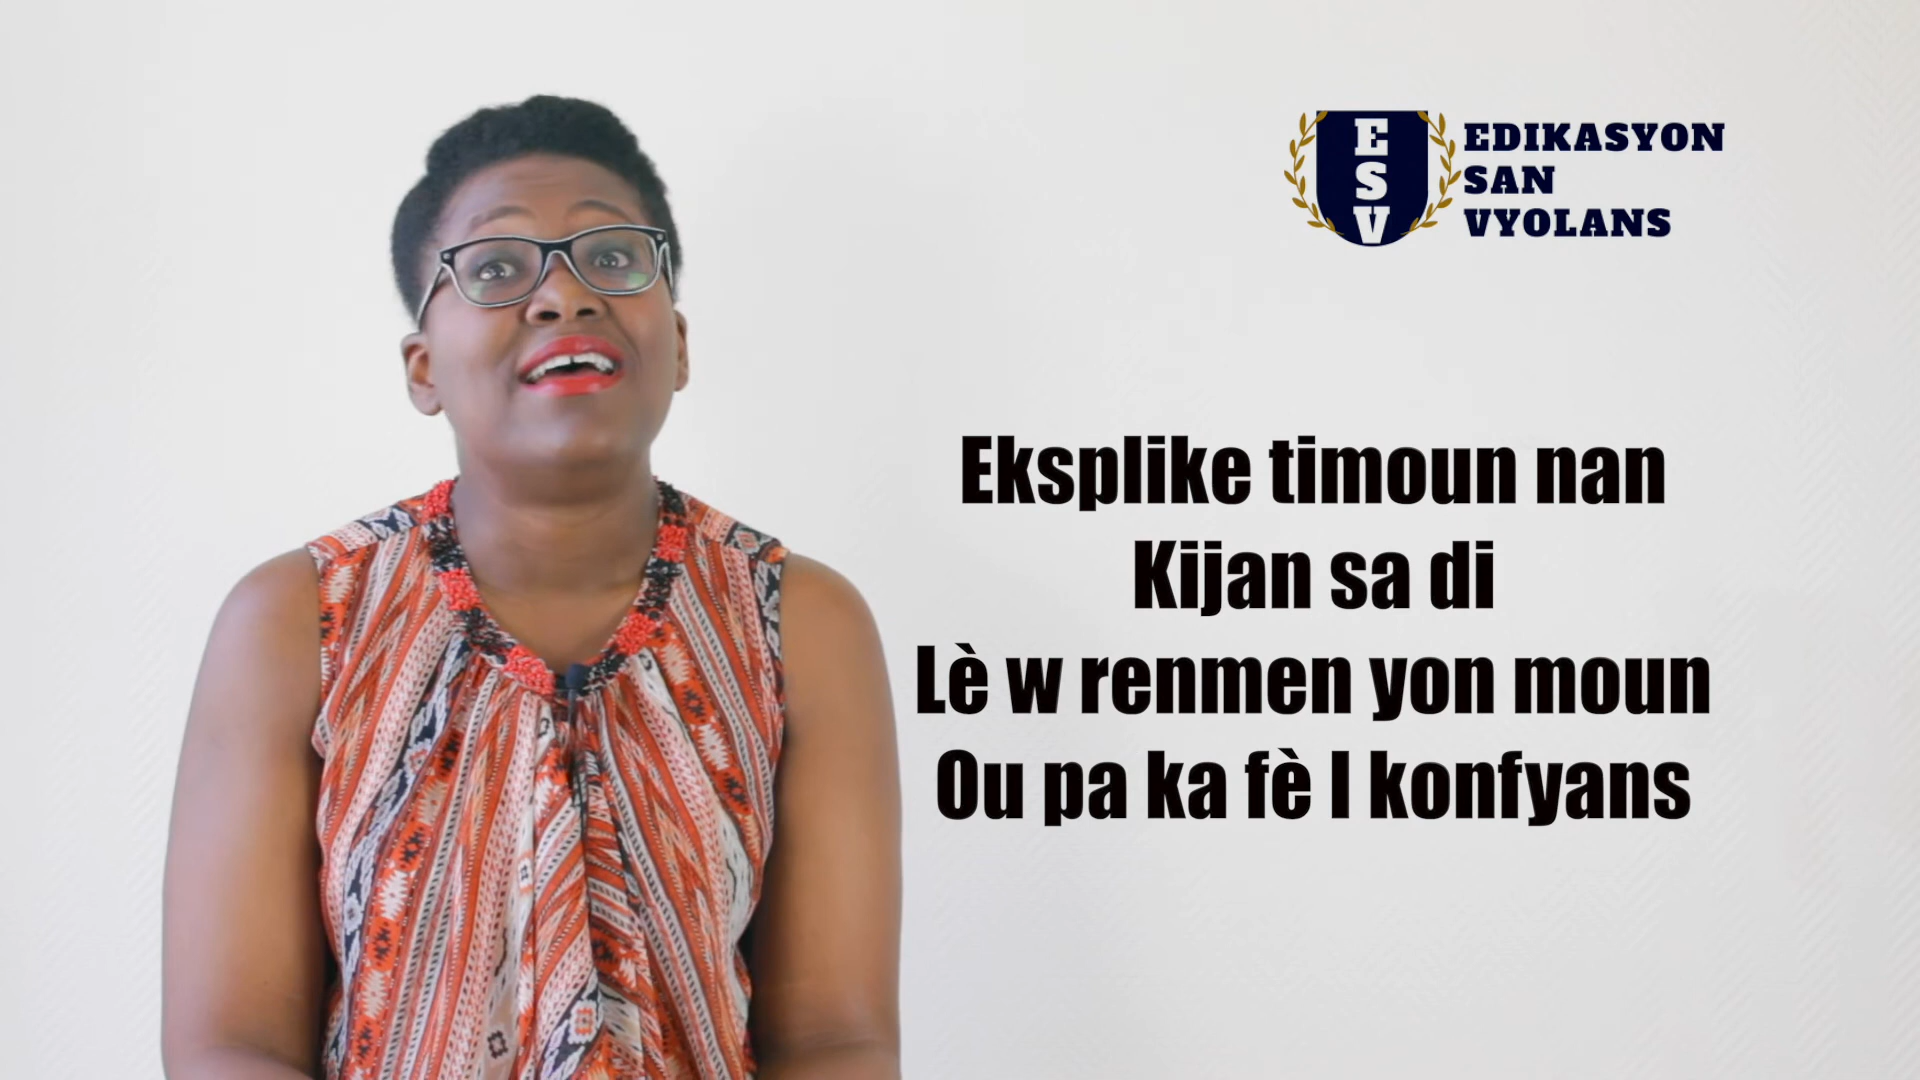 ESV
EDIKASYON
SAN
VYOLANS
Eksplike timoun nan
Kijan sa di
Lè w renmen yon moun
Ou pa ka fè l konfyans